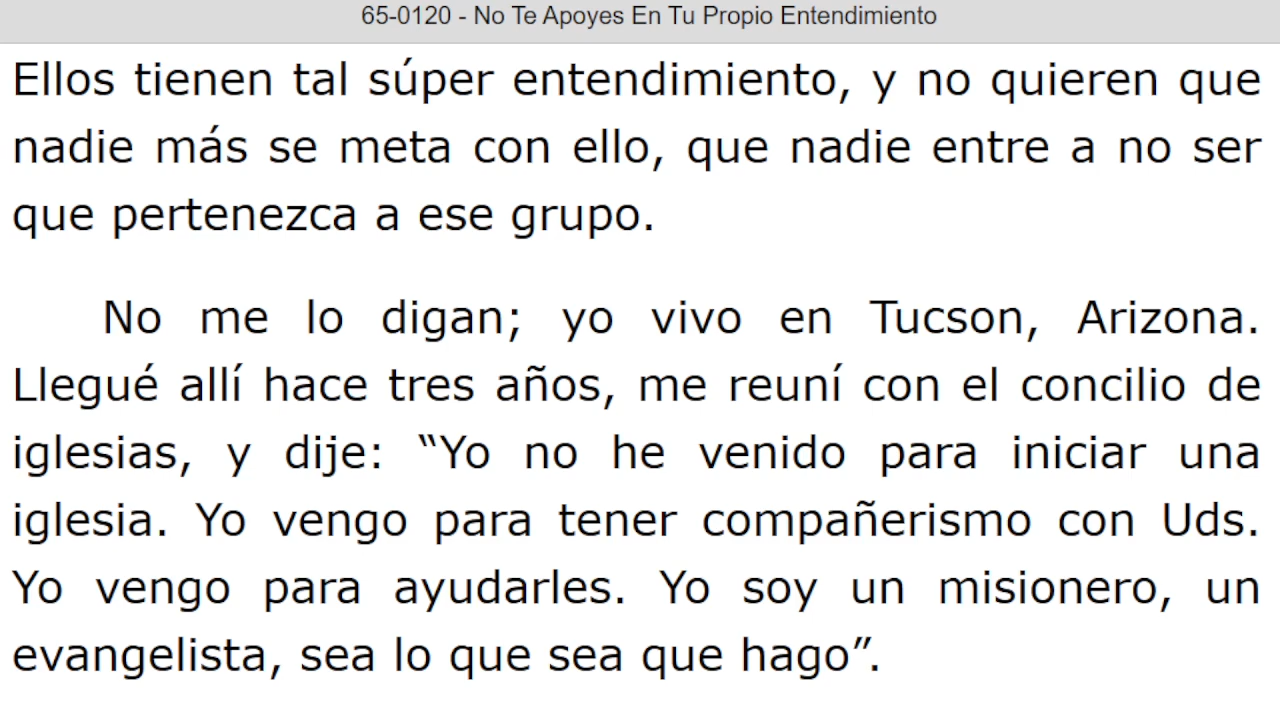 65-0120 - No Te Apoyes En Tu Propio Entendimiento
Ellos tienen tal súper entendimiento, y no quieren que
nadie más se meta con ello, que nadie entre a no ser
que pertenezca a ese grupo.
No me lo digan; yo vivo en Tucson, Arizona.
Llegué allí hace tres años, me reuní con el concilio de
iglesias, y dije: “Yo no he venido para iniciar una
iglesia. Yo vengo para tener compañerismo con Uds.
Yo vengo para ayudarles. Yo soy un misionero, un
evangelista, sea lo que sea que hago”.